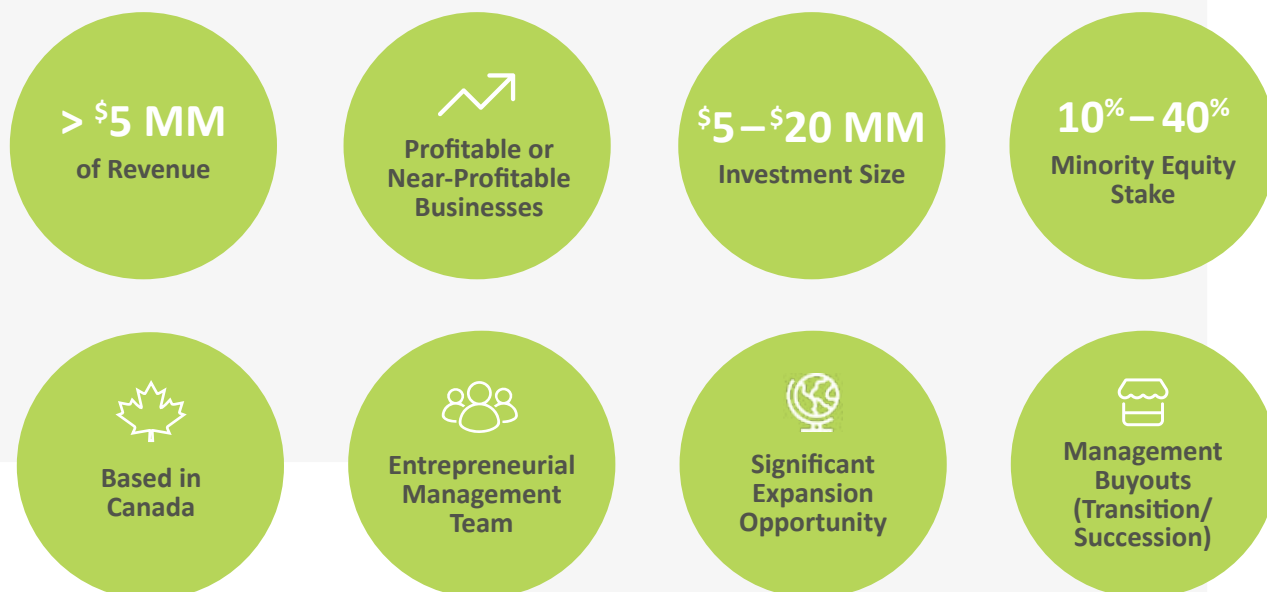 > $5 MM
of Revenue
Profitable or
Near-Profitable
Businesses
$5 – $20 MM
Investment Size
10% – 40%
Minority Equity
Stake
Based in
Canada
Entrepreneurial
Management
Team
Significant
Expansion
Opportunity
Management
Buyouts
(Transition/
Succession)